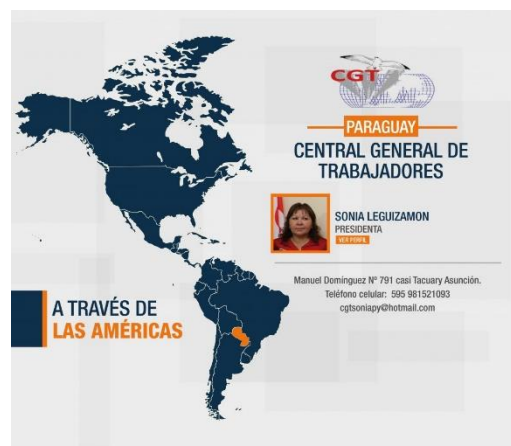 CGT
PARAGUAY
CENTRAL GENERAL DE
TRABAJADORES
SONIA LEGUIZAMON
PRESIDENTA
VER PERFIL
Manuel Domínguez Nº 791 casi Tacuary Asunción.
Teléfono celular: 595 981521093
cgtsoniapy@hotmail.com
A TRAVÉS DE
LAS AMÉRICAS